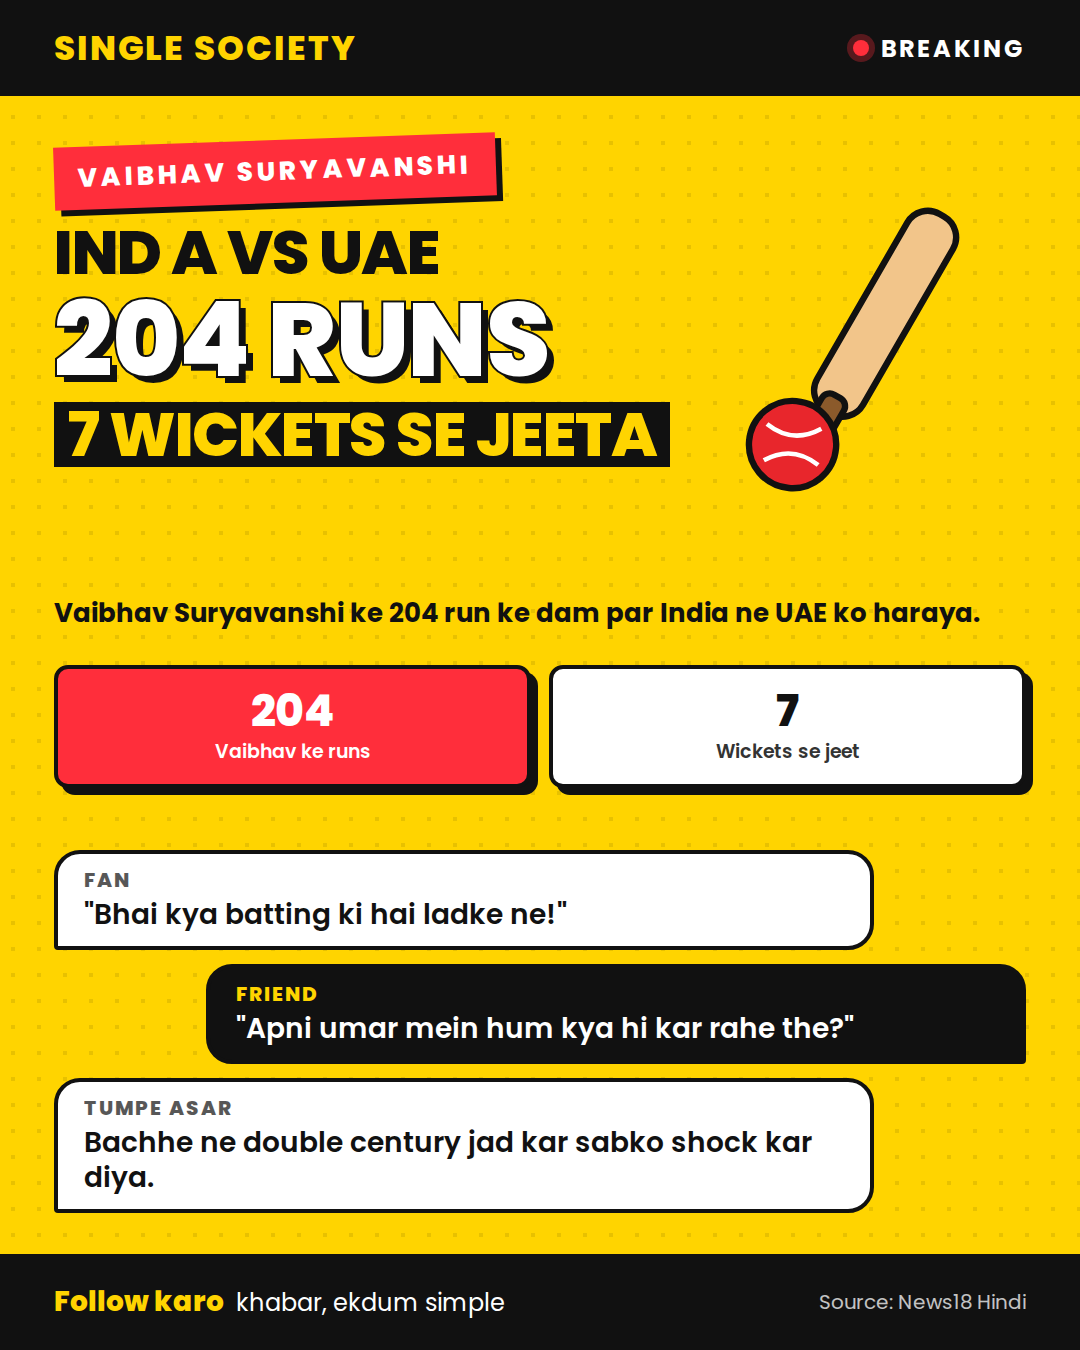 SINGLE SOCIETY
BREAKING
VAIBHAV SURYAVANSHI
IND A VS UAE
204 RUNS
7 WICKETS SE JEETA
Vaibhav Suryavanshi ke 204 run ke dam par India ne UAE ko haraya.
204
Vaibhav ke runs
7
Wickets se jeet
FAN
"Bhai kya batting ki hai ladke ne!"
FRIEND
"Apni umar mein hum kya hi kar rahe the?"
TUMPE ASAR
Bachhe ne double century jad kar sabko shock kar
diya.
Follow karo khabar, ekdum simple
Source: News18 Hindi